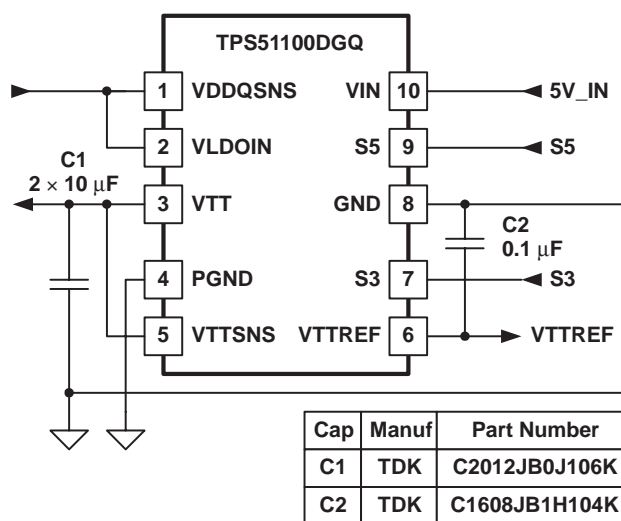 TPS51100DGQ
1 VDDQSNS VIN 10 5V_IN
2 VLDOIN S5 9 S5
C1
2 × 10 μF
3 VTT GND 8
C2
0.1 μF
4 PGND S3 7 S3
5 VTTSNS VTTREF 6 VTTREF
Cap Manuf Part Number
C1 TDK C2012JB0J106K
C2 TDK C1608JB1H104K